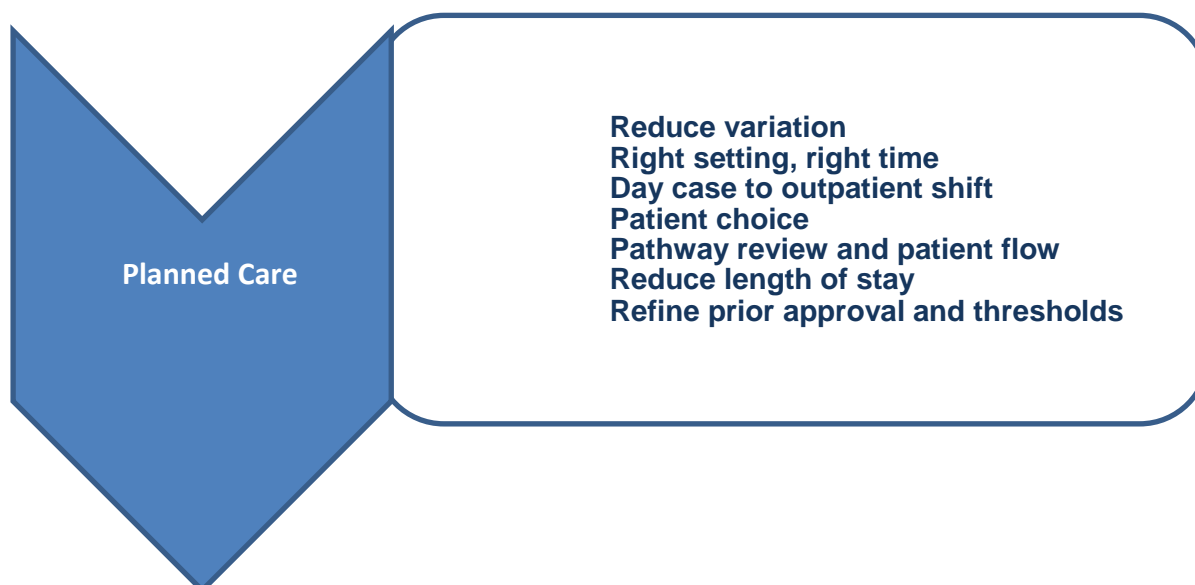 Planned Care
Reduce variation
Right setting, right time
Day case to outpatient shift
Patient choice
Pathway review and patient flow
Reduce length of stay
Refine prior approval and thresholds